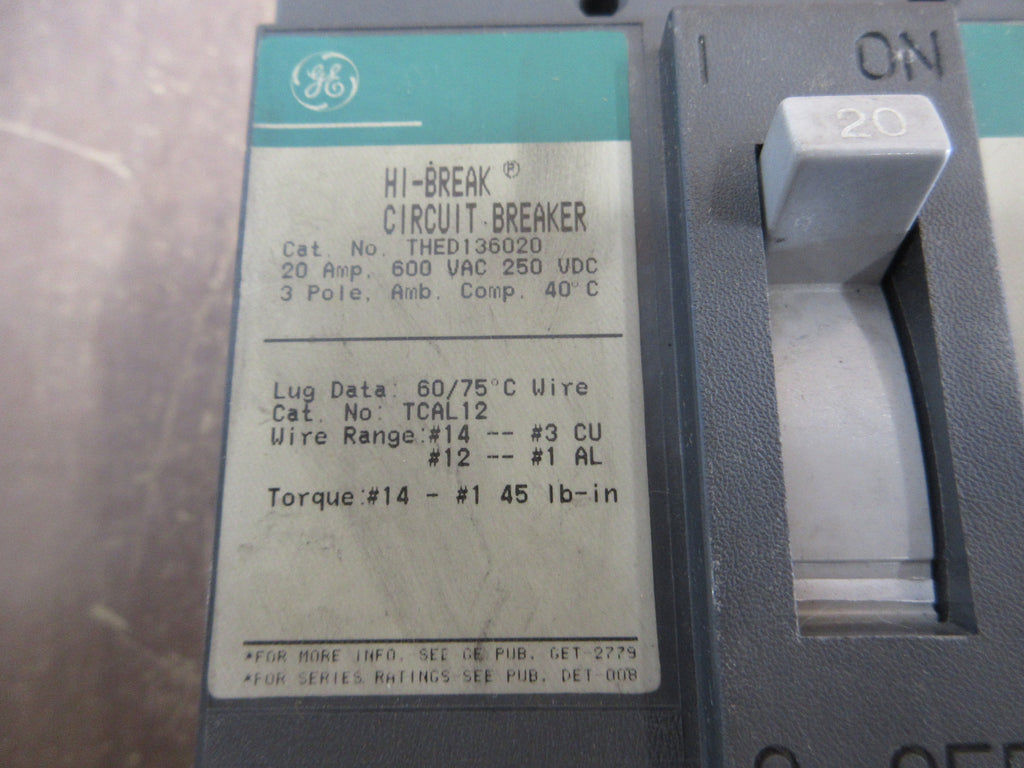 GE
HI-BREAK ®
CIRCUIT BREAKER
Cat. No. THED136020
20 Amp. 600 VAC 250 VDC
3 Pole, Amb. Comp. 40°C
Lug Data: 60/75°C Wire
Cat. No: TCAL12
Wire Range:#14 -- #3 CU
#12 -- #1 AL
Torque:#14 - #1 45 lb-in
*FOR MORE INFO. SEE GE PUB. GET-2779
*FOR SERIES RATINGS SEE PUB. DET-008
I ON
20